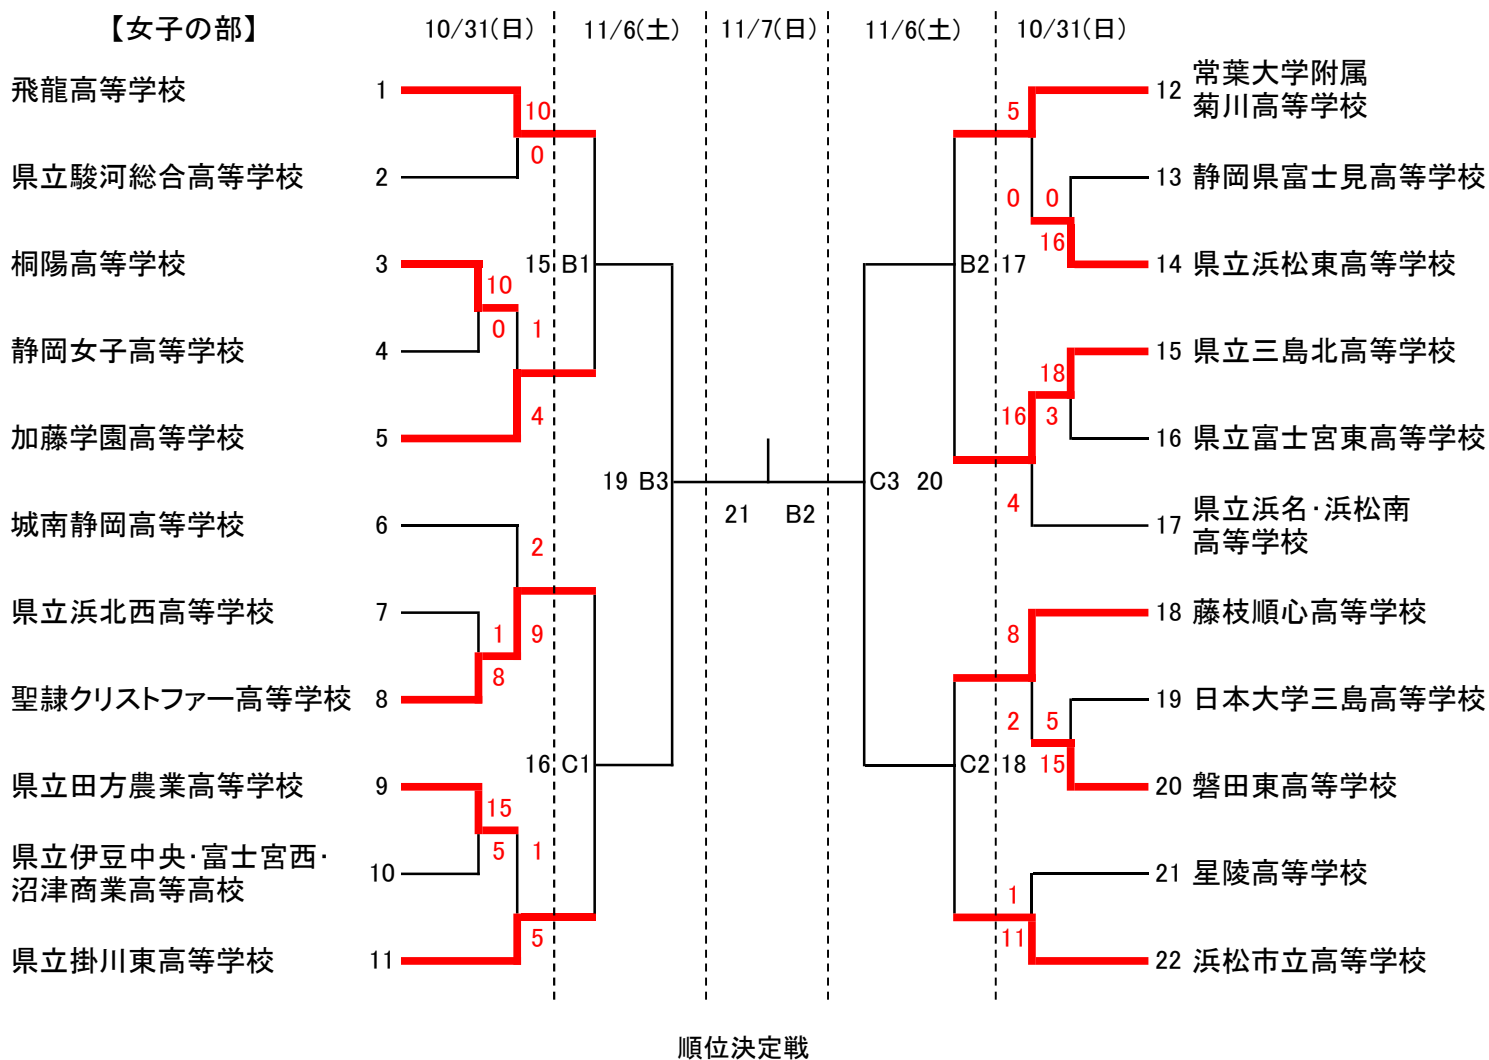 【女子の部】
10/31(日)
11/6(土)
11/7(日)
11/6(土)
10/31(日)
飛龍高等学校
1
10
0
県立駿河総合高等学校
2
桐陽高等学校
3
10
0
1
静岡女子高等学校
4
加藤学園高等学校
5
4
15 B1
城南静岡高等学校
6
2
県立浜北西高等学校
7
1
9
聖隷クリストファー高等学校
8
8
県立田方農業高等学校
9
15
5
1
県立伊豆中央・富士宮西・
沼津商業高等高校
10
県立掛川東高等学校
11
5
16 C1
19 B3
21 B2
C3 20
5
12
常葉大学附属
菊川高等学校
0
0
13 静岡県富士見高等学校
16
14 県立浜松東高等学校
B2 17
18
15 県立三島北高等学校
16
3
16 県立富士宮東高等学校
4
17
県立浜名・浜松南
高等学校
8
18 藤枝順心高等学校
2
5
19 日本大学三島高等学校
15
20 磐田東高等学校
C2 18
1
21 星陵高等学校
11
22 浜松市立高等学校
順位決定戦